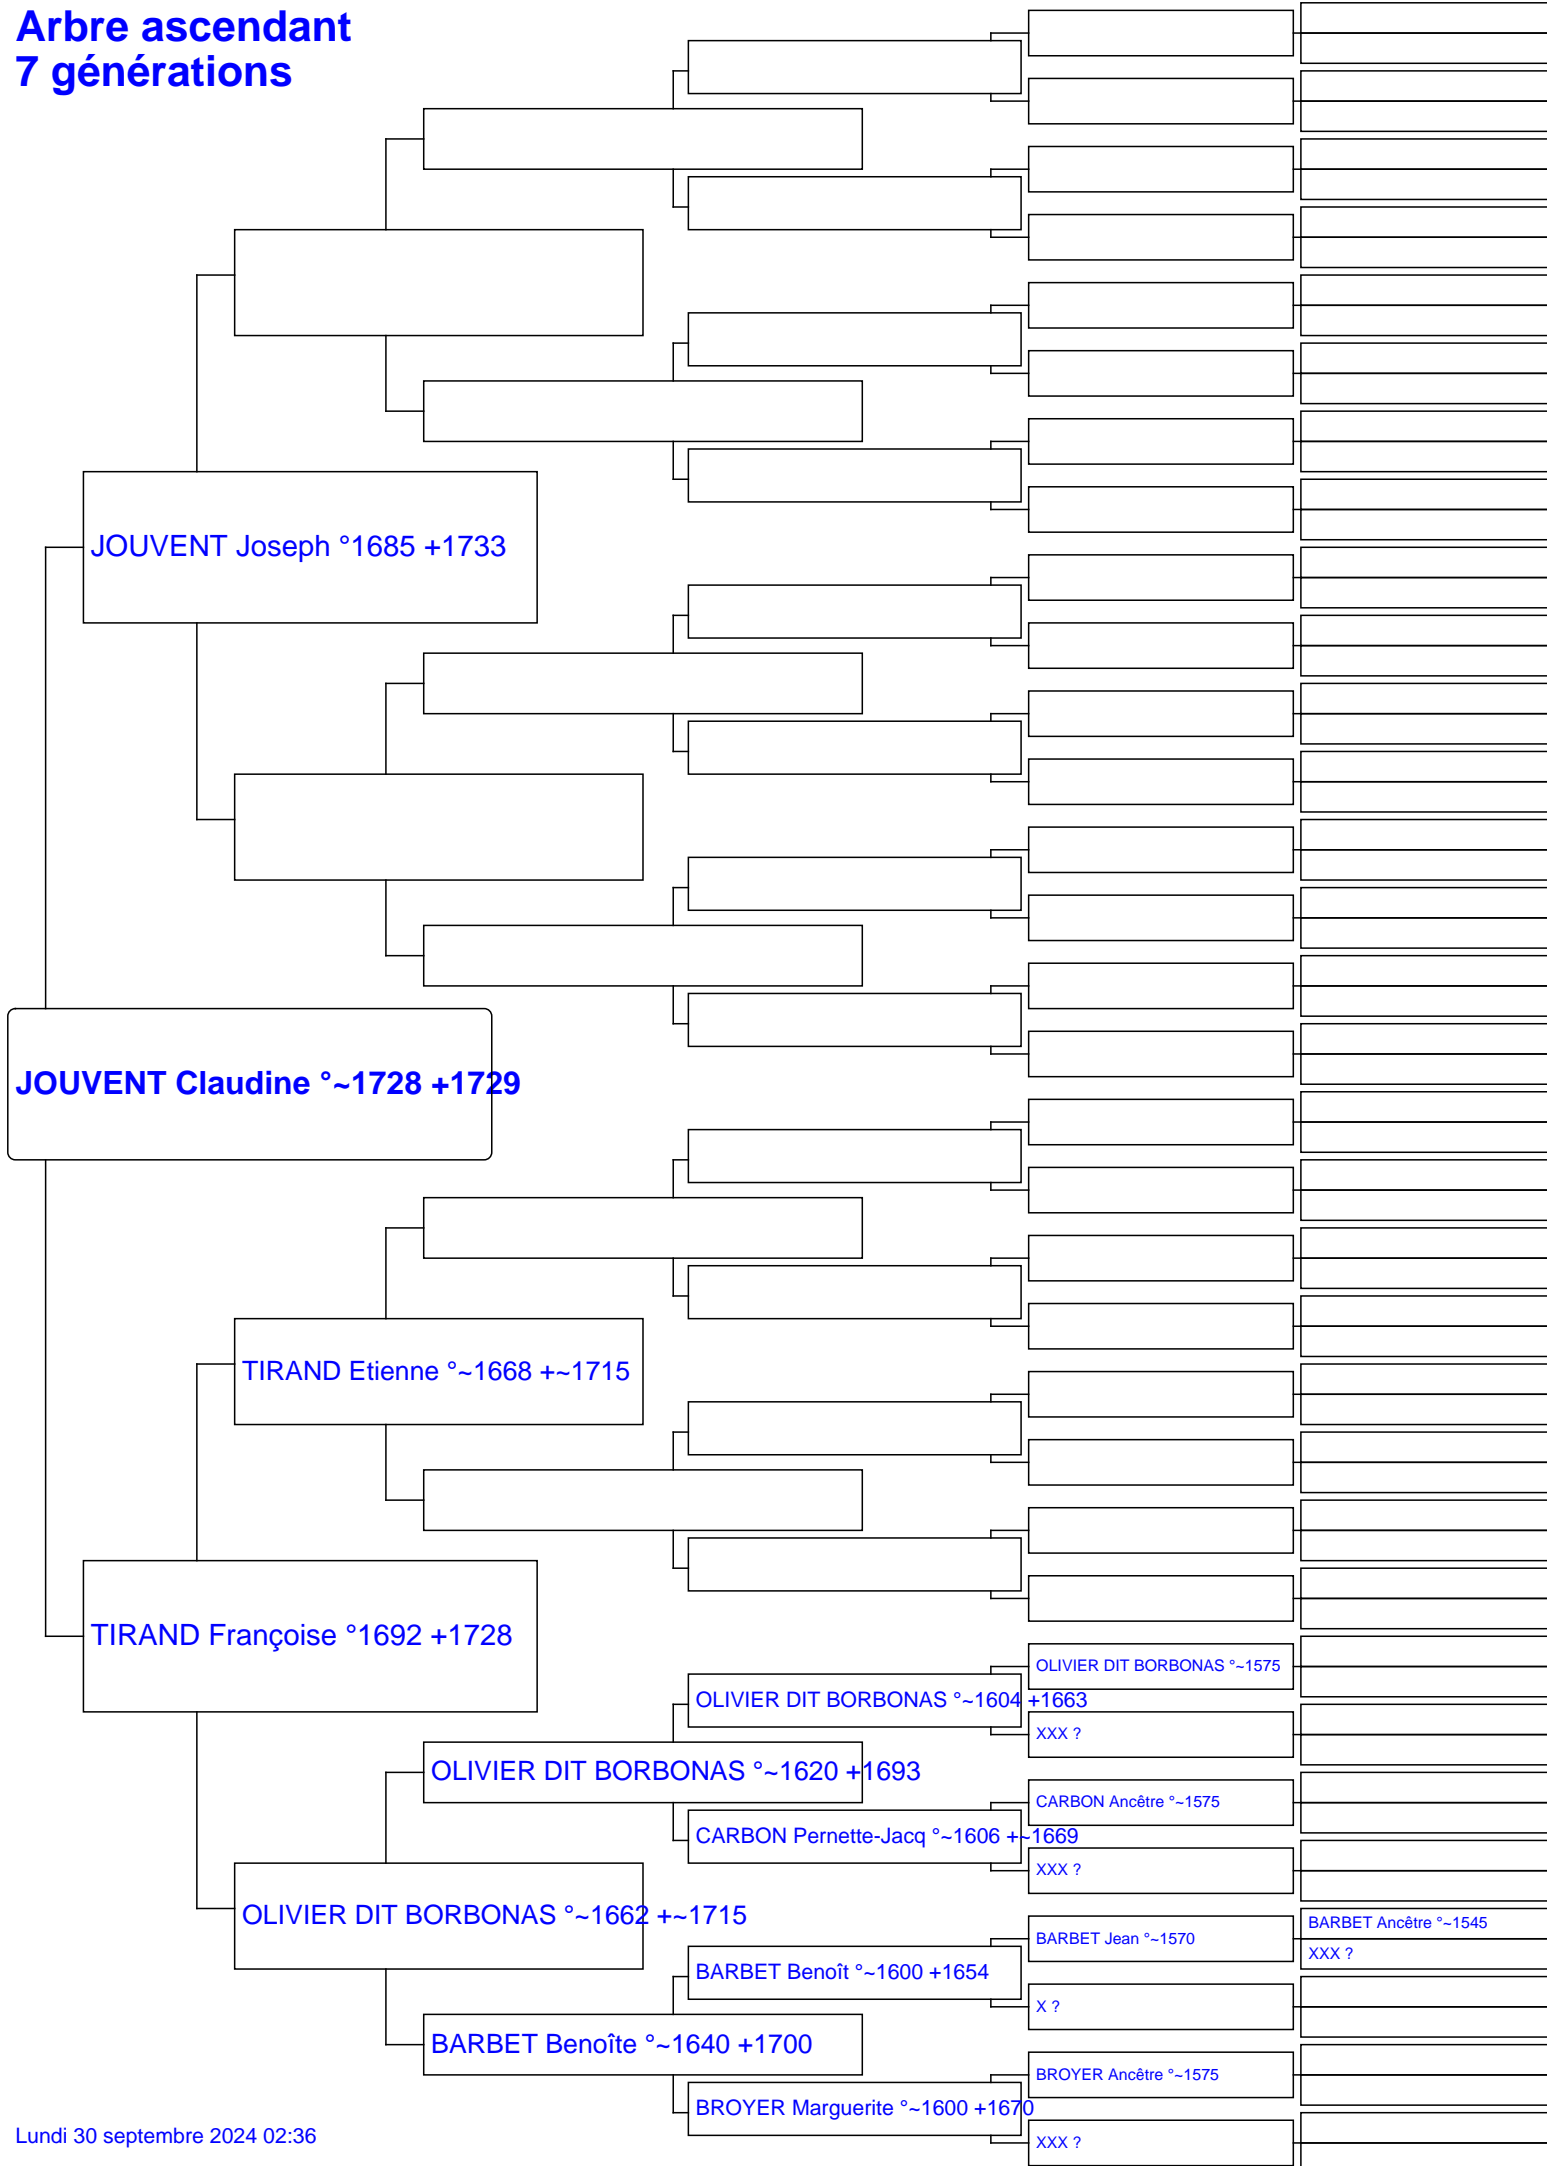 Arbre ascendant
7 générations
JOUVENT Joseph °1685 +1733
JOUVENT Claudine °~1728 +1729
TIRAND Etienne °~1668 +~1715
TIRAND Françoise °1692 +1728
OLIVIER DIT BORBONAS °~1575
OLIVIER DIT BORBONAS °~1604 +1663
XXX ?
OLIVIER DIT BORBONAS °~1620 +1693
CARBON Ancêtre °~1575
CARBON Pernette-Jacq °~1606 +~1669
XXX ?
OLIVIER DIT BORBONAS °~1662 +~1715
BARBET Ancêtre °~1545
BARBET Jean °~1570
XXX ?
BARBET Benoît °~1600 +1654
X ?
BARBET Benoîte °~1640 +1700
BROYER Ancêtre °~1575
BROYER Marguerite °~1600 +1670
XXX ?
Lundi 30 septembre 2024 02:36